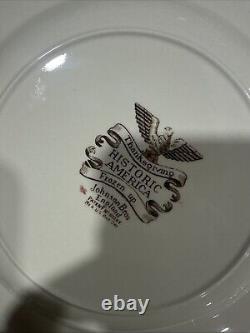 Thanksgiving
HISTORIC
AMERICA
Frozen up
Johnson Bros
England